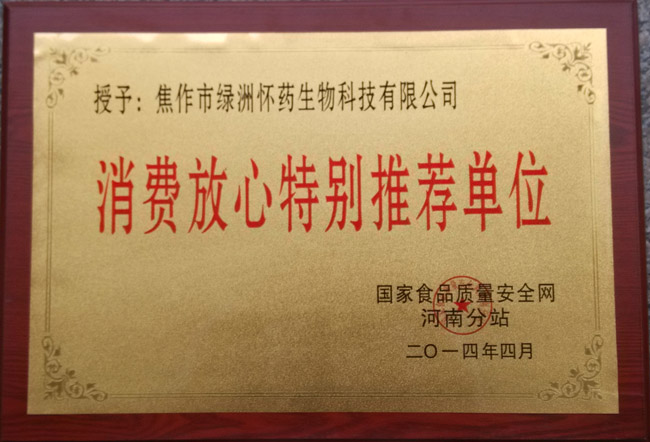 授予：焦作市绿洲怀药生物科技有限公司
消费放心特别推荐单位
国家食品质量安全网
河南分站
二〇一四年四月